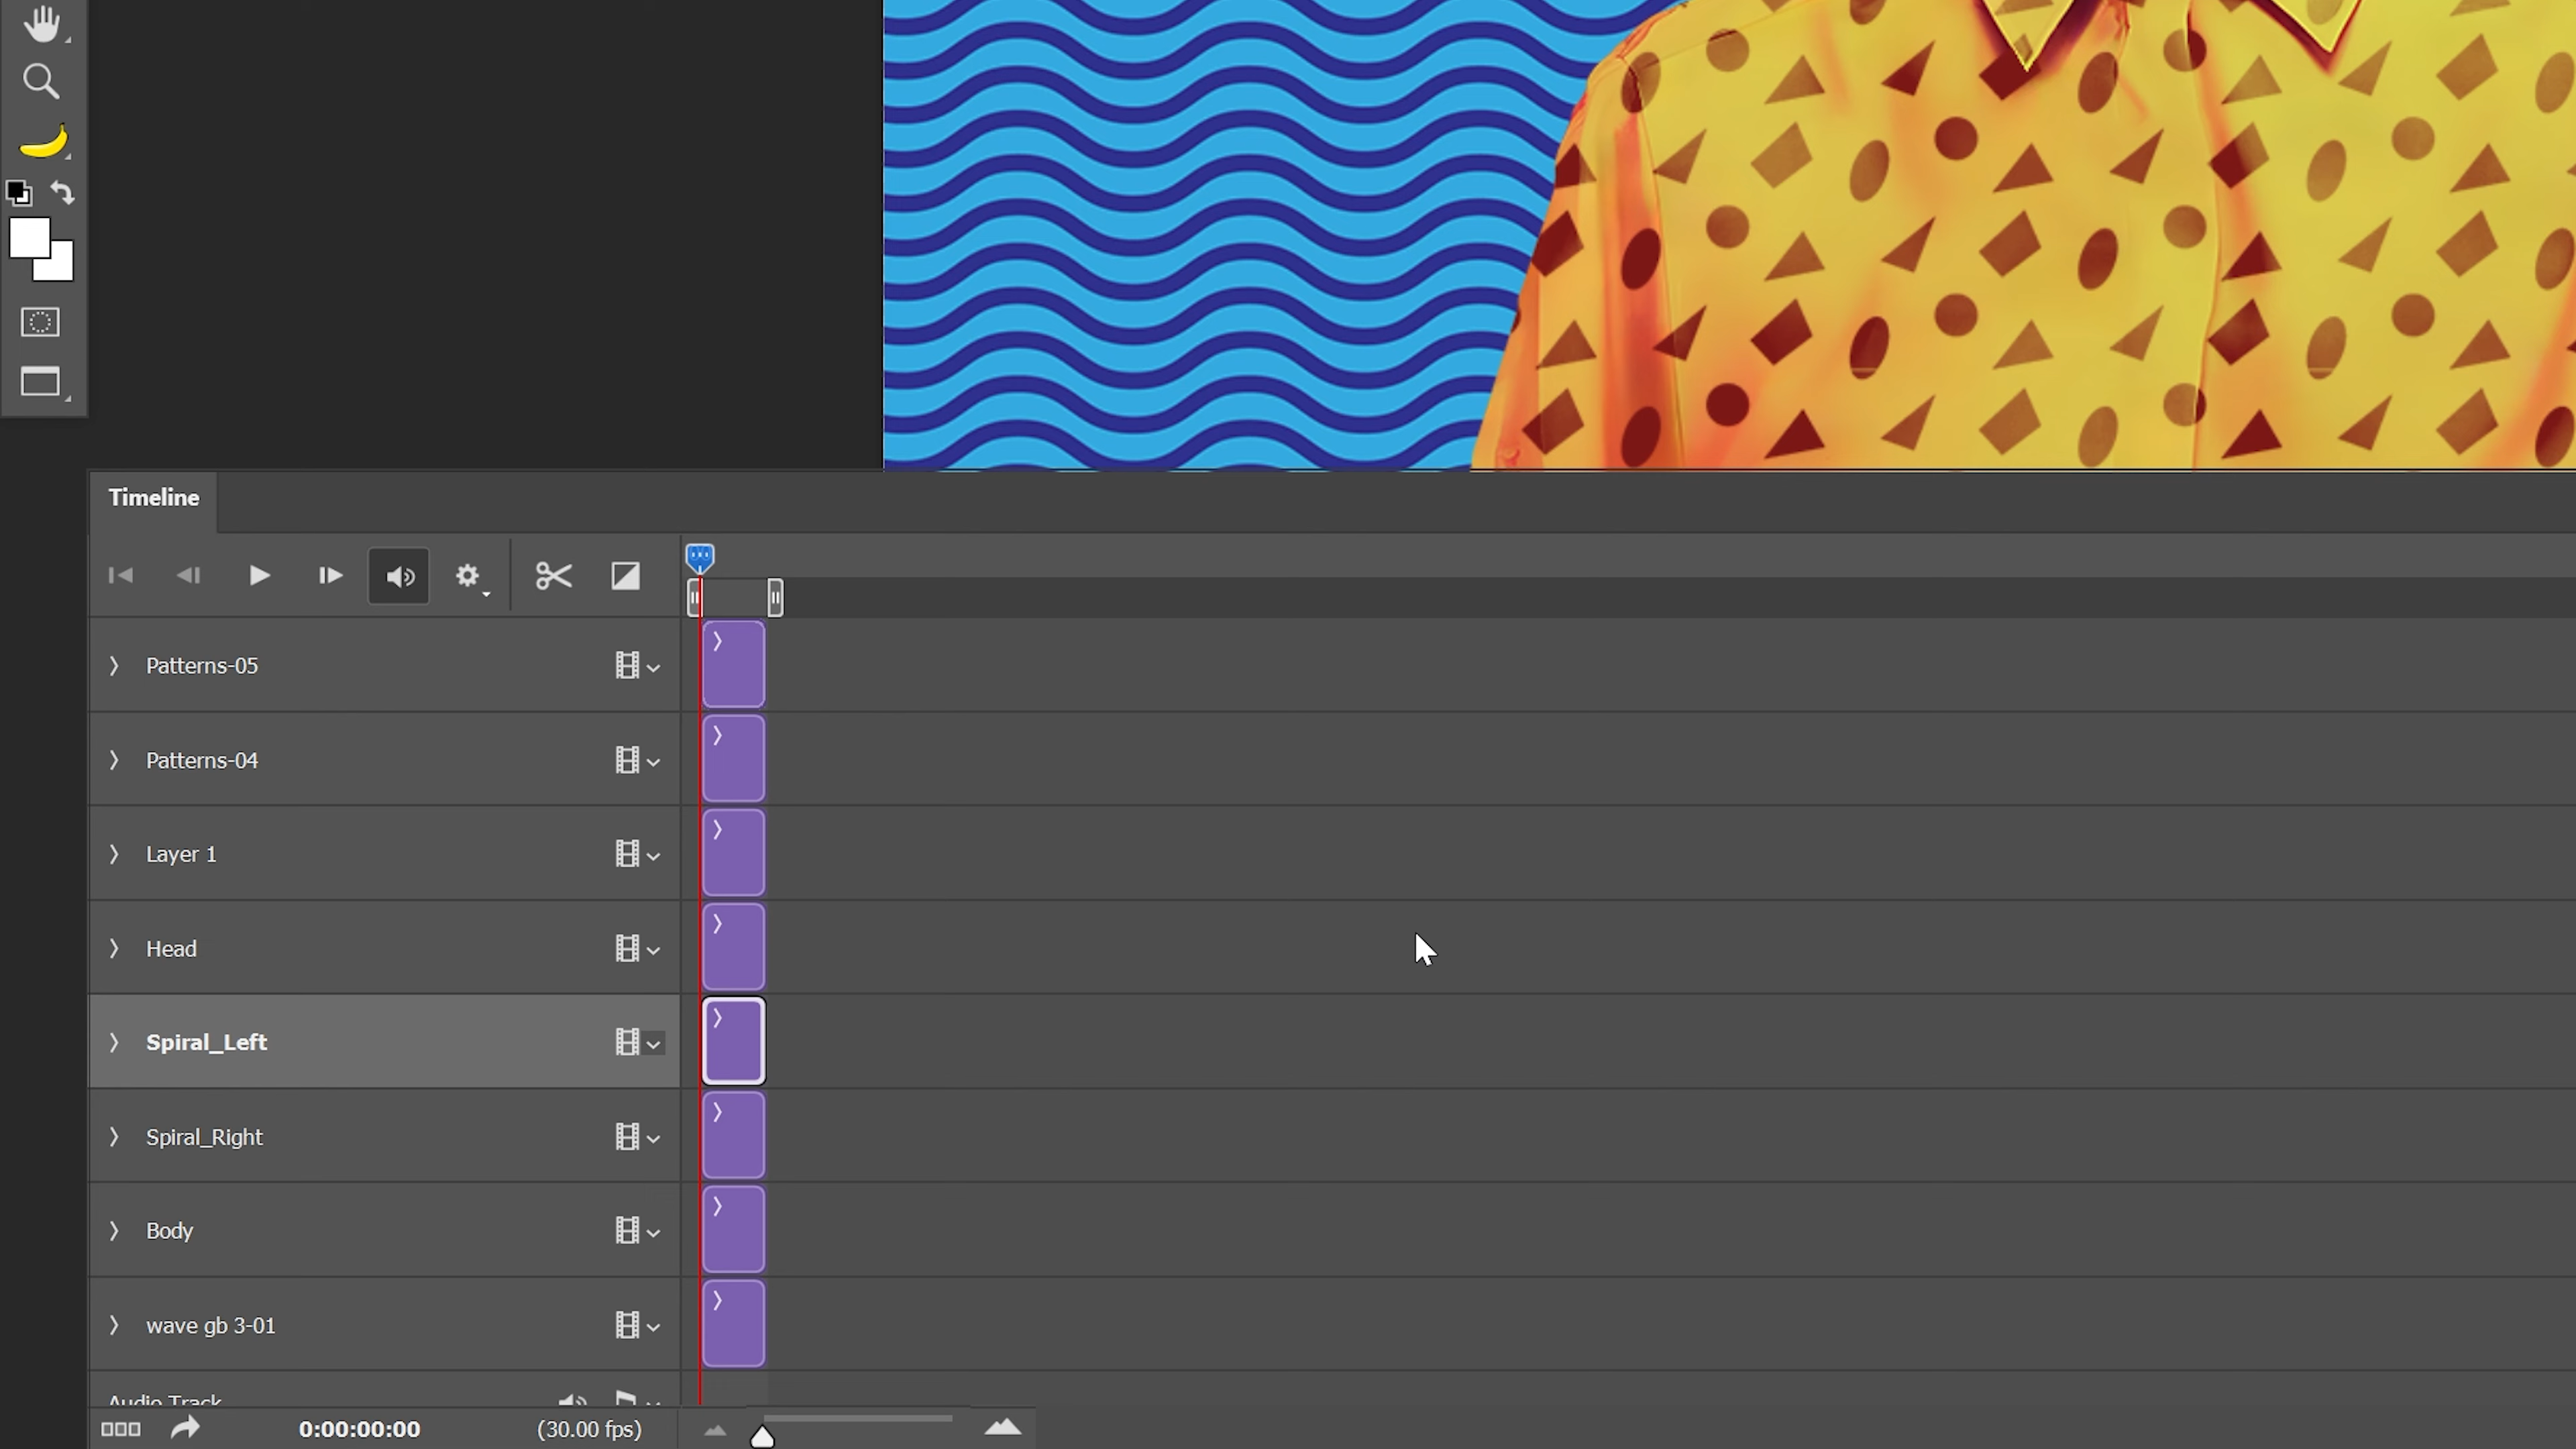 Timeline
Patterns-05
Patterns-04
Layer 1
Head
Spiral_Left
Spiral_Right
Body
wave gb 3-01
Audio Track
0:00:00:00
(30.00 fps)